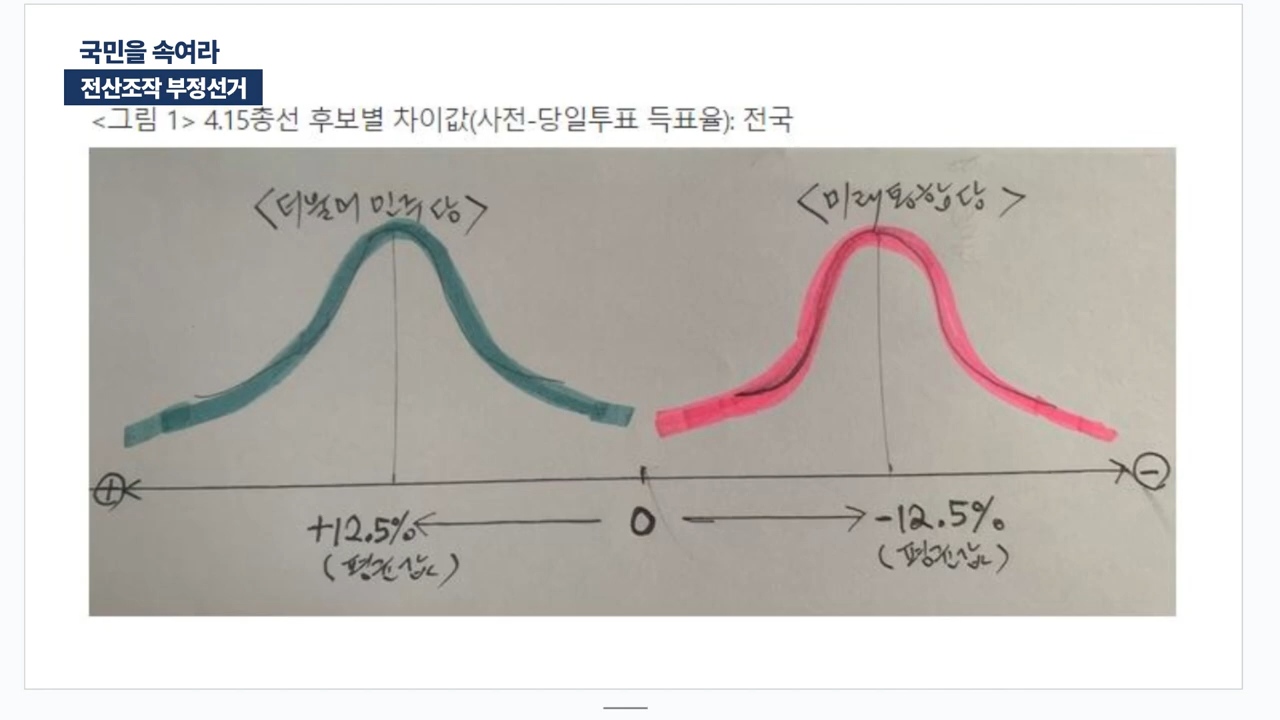 국민을 속여라
전산조작 부정선거
<그림 1> 4.15총선 후보별 차이값(사전-당일투표 득표율): 전국
<더불어 민주당>
<미래통합당>
+
-
+12.5%
0
-12.5%
(평균값)
(평균값)